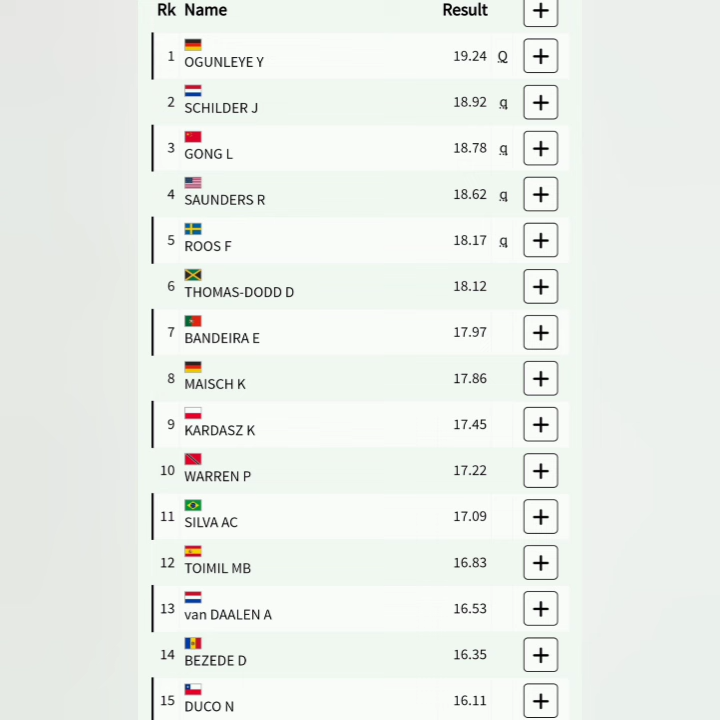 Rk Name Result +
1 OGUNLEYE Y 19.24 Q +
2 SCHILDER J 18.92 q +
3 GONG L 18.78 q +
4 SAUNDERS R 18.62 q +
5 ROOS F 18.17 q +
6 THOMAS-DODD D 18.12 +
7 BANDEIRA E 17.97 +
8 MAISCH K 17.86 +
9 KARDASZ K 17.45 +
10 WARREN P 17.22 +
11 SILVA AC 17.09 +
12 TOIMIL MB 16.83 +
13 van DAALEN A 16.53 +
14 BEZEDE D 16.35 +
15 DUCO N 16.11 +